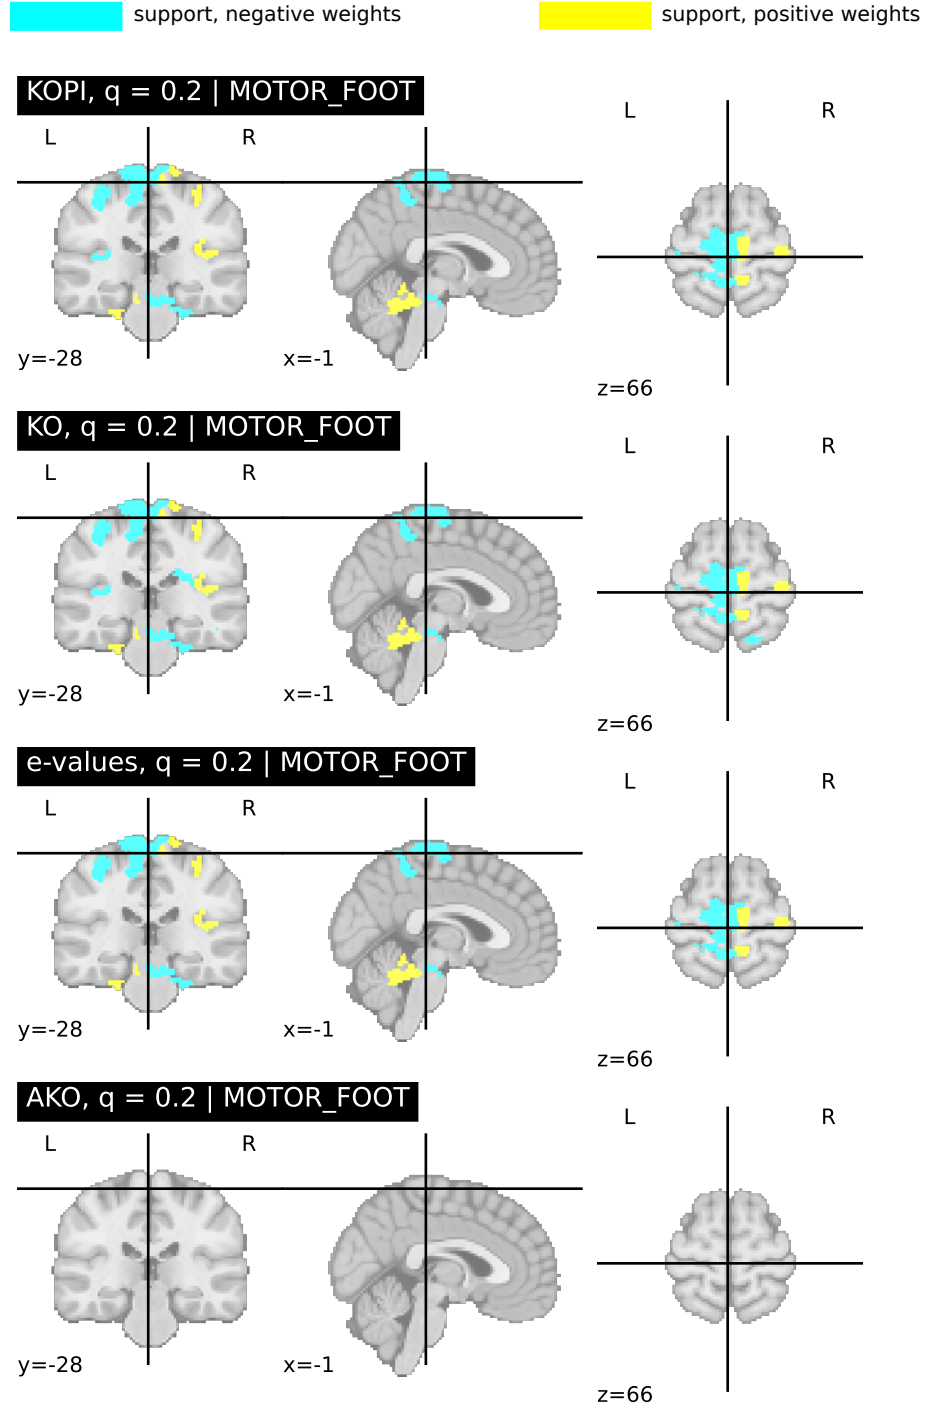 support, negative weights
support, positive weights
KOPI, q = 0.2 | MOTOR_FOOT
L
R
L
R
y=-28
x=-1
z=66
KO, q = 0.2 | MOTOR_FOOT
L
R
L
R
y=-28
x=-1
z=66
e-values, q = 0.2 | MOTOR_FOOT
L
R
L
R
y=-28
x=-1
z=66
AKO, q = 0.2 | MOTOR_FOOT
L
R
L
R
y=-28
x=-1
z=66